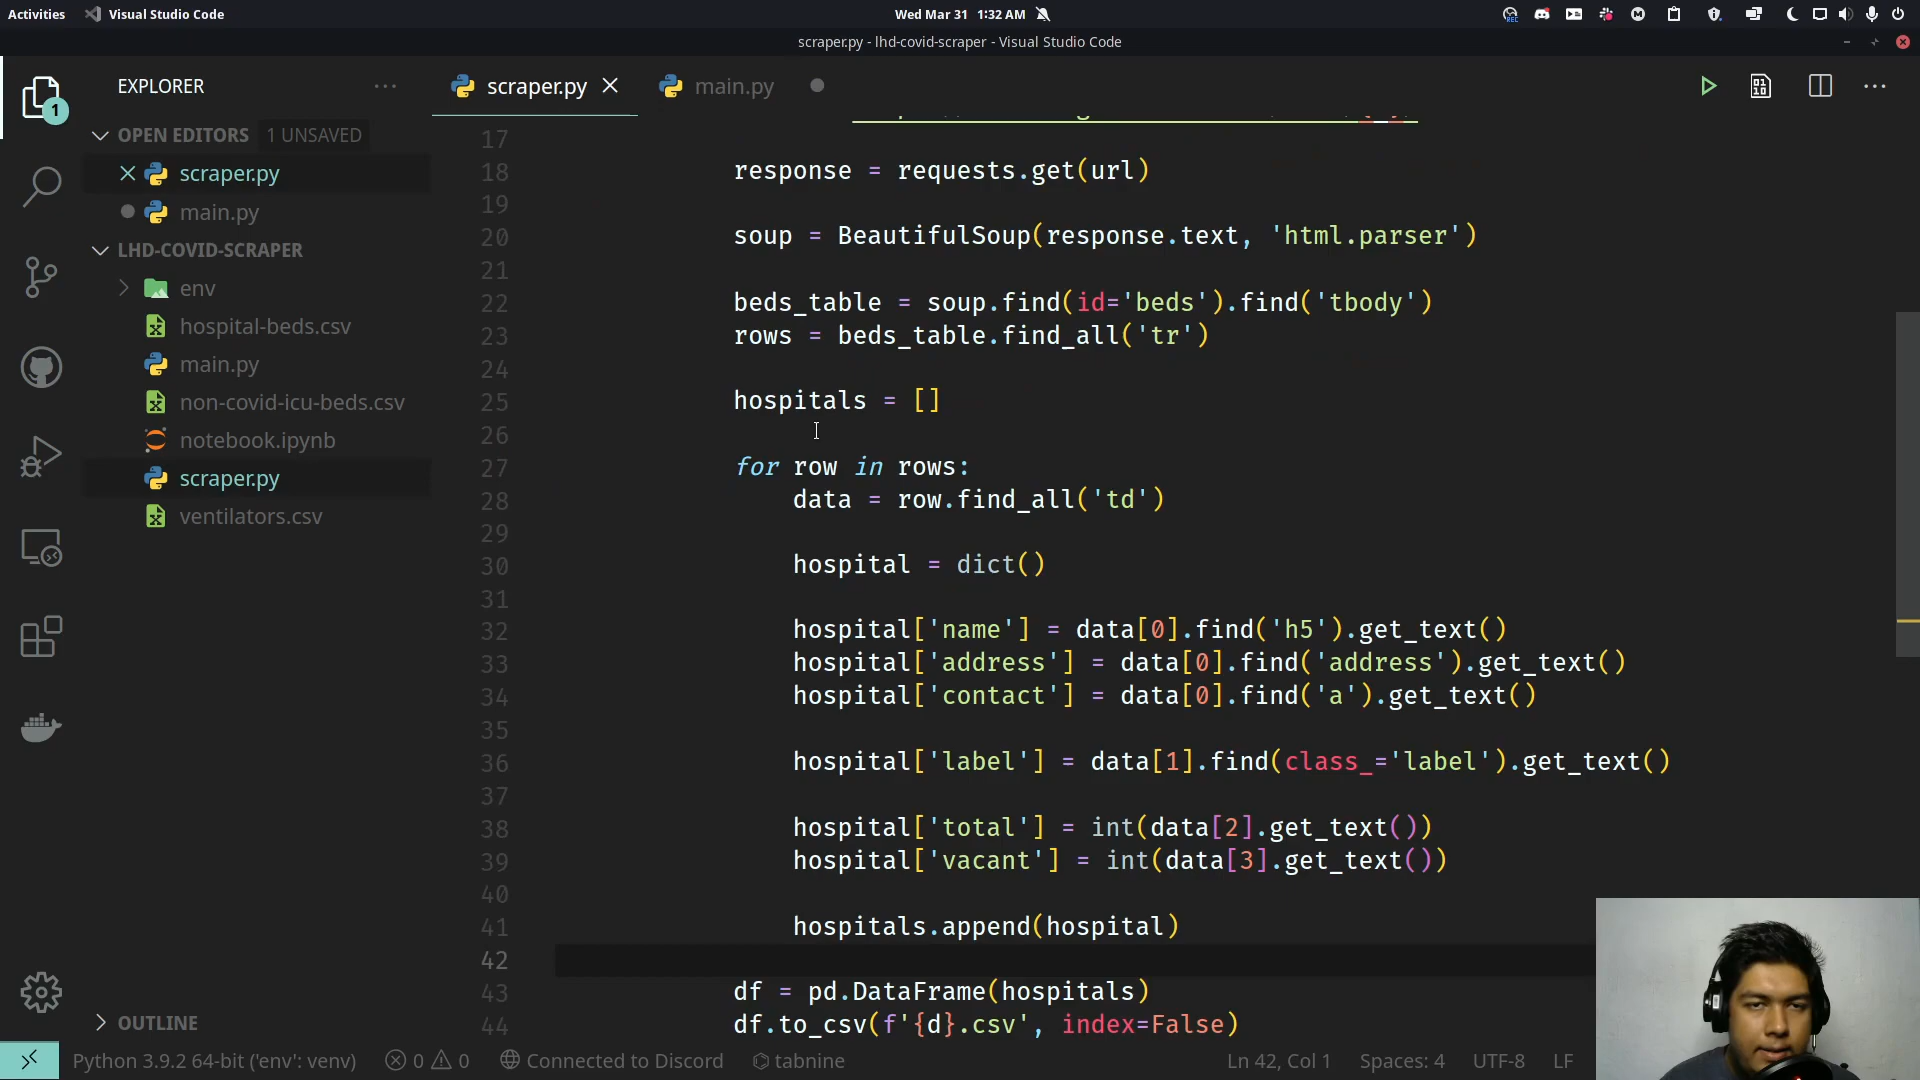 Activities Visual Studio Code Wed Mar 31 1:32 AM
scraper.py - lhd-covid-scraper - Visual Studio Code
EXPLORER
scraper.py
main.py
OPEN EDITORS 1 UNSAVED
scraper.py
main.py
LHD-COVID-SCRAPER
env
hospital-beds.csv
main.py
non-covid-icu-beds.csv
notebook.ipynb
scraper.py
ventilators.csv
OUTLINE
1
17
18 response = requests.get(url)
19
20 soup = BeautifulSoup(response.text, 'html.parser')
21
22 beds_table = soup.find(id='beds').find('tbody')
23 rows = beds_table.find_all('tr')
24
25 hospitals = []
26
27 for row in rows:
28 data = row.find_all('td')
29
30 hospital = dict()
31
32 hospital['name'] = data[0].find('h5').get_text()
33 hospital['address'] = data[0].find('address').get_text()
34 hospital['contact'] = data[0].find('a').get_text()
35
36 hospital['label'] = data[1].find(class_='label').get_text()
37
38 hospital['total'] = int(data[2].get_text())
39 hospital['vacant'] = int(data[3].get_text())
40
41 hospitals.append(hospital)
42
43 df = pd.DataFrame(hospitals)
44 df.to_csv(f'{d}.csv', index=False)
Python 3.9.2 64-bit ('env': venv) 0 0 Connected to Discord tabnine Ln 42, Col 1 Spaces: 4 UTF-8 LF